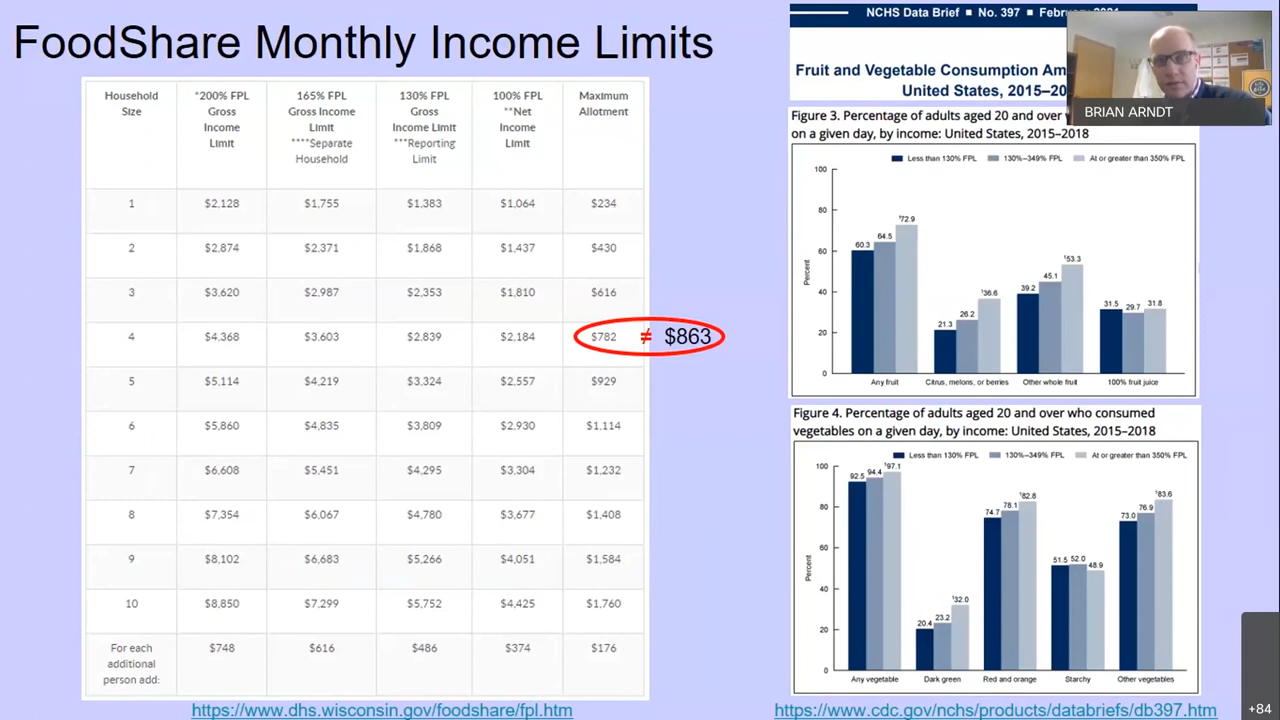 FoodShare Monthly Income Limits
Household Size *200% FPL Gross Income Limit 165% FPL Gross Income Limit ****Separate Household 130% FPL Gross Income Limit ***Reporting Limit 100% FPL **Net Income Limit Maximum Allotment
1 $2,128 $1,755 $1,383 $1,064 $234
2 $2,874 $2,371 $1,868 $1,437 $430
3 $3,620 $2,987 $2,353 $1,810 $616
4 $4,368 $3,603 $2,839 $2,184 $782 ≠ $863
5 $5,114 $4,219 $3,324 $2,557 $929
6 $5,860 $4,835 $3,809 $2,930 $1,114
7 $6,608 $5,451 $4,295 $3,304 $1,232
8 $7,354 $6,067 $4,780 $3,677 $1,408
9 $8,102 $6,683 $5,266 $4,051 $1,584
10 $8,850 $7,299 $5,752 $4,425 $1,760
For each additional person add: $748 $616 $486 $374 $176
https://www.dhs.wisconsin.gov/foodshare/fpl.htm
NCHS Data Brief ■ No. 397 ■
Fruit and Vegetable Consumption
United States,
BRIAN ARNDT
Figure 3. Percentage of adults aged 20 and over
on a given day, by income: United States, 2015–2018
Less than 130% FPL 130%–349% FPL At or greater than 350% FPL
Percent
100
80
60
40
20
0
60.3 64.5 ¹72.9
21.3 26.2 ¹36.6
39.2 45.1 ¹53.3
31.5 29.7 31.8
Any fruit Citrus, melons, or berries Other whole fruit 100% fruit juice
Figure 4. Percentage of adults aged 20 and over who consumed
vegetables on a given day, by income: United States, 2015–2018
Less than 130% FPL 130%–349% FPL At or greater than 350% FPL
Percent
100
80
60
40
20
0
92.5 94.4 ¹97.1
20.4 23.2 ¹32.0
74.7 78.1 ¹82.8
51.5 52.0 48.9
73.0 76.9 ¹83.6
Any vegetable Dark green Red and orange Starchy Other vegetables
https://www.cdc.gov/nchs/products/databriefs/db397.htm
+84